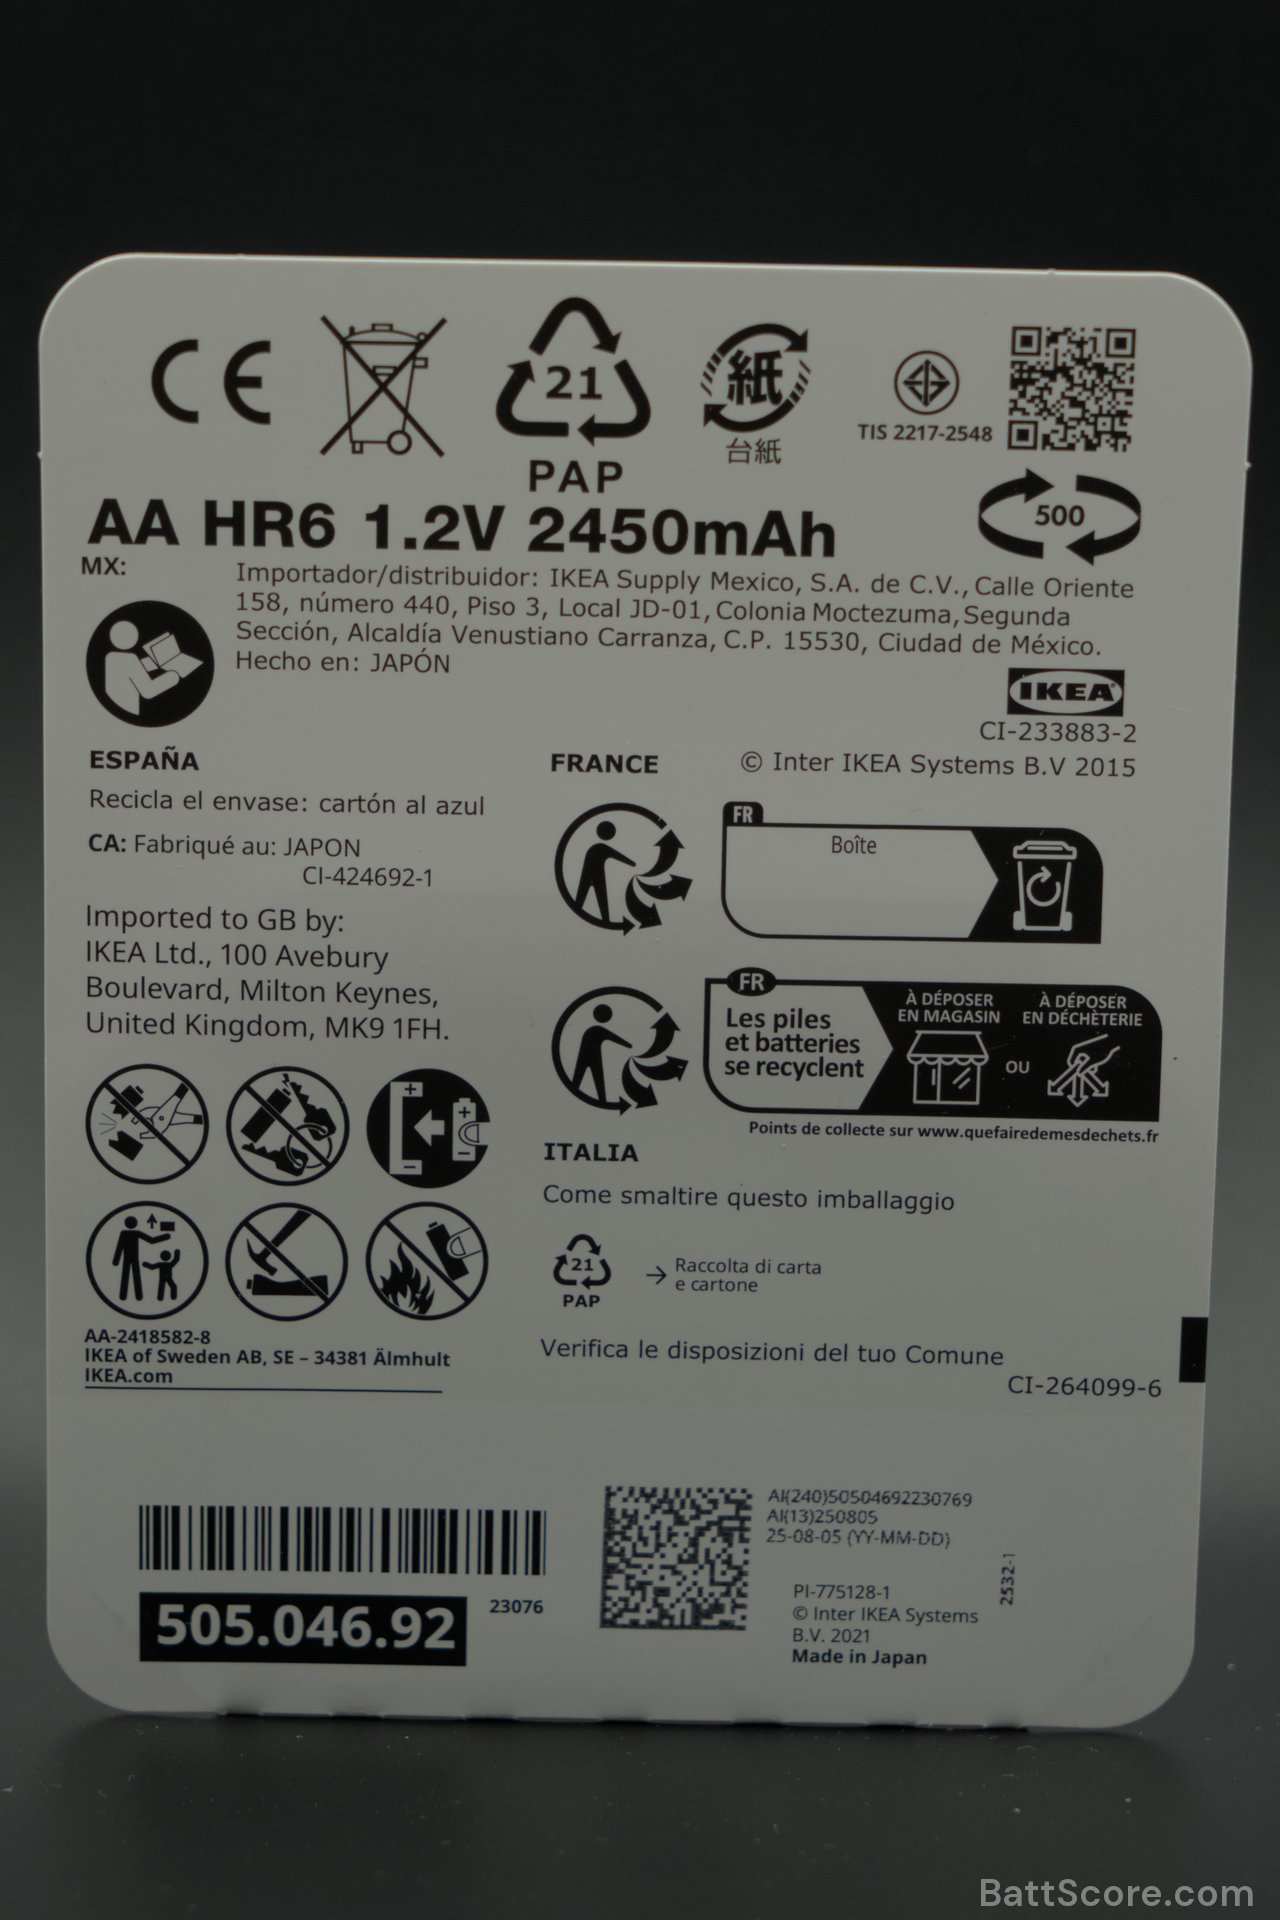 CE
21
PAP
紙
台紙
TIS 2217-2548
AA HR6 1.2V 2450mAh
500
MX:
Importador/distribuidor: IKEA Supply Mexico, S.A. de C.V., Calle Oriente
158, número 440, Piso 3, Local JD-01, Colonia Moctezuma, Segunda
Sección, Alcaldía Venustiano Carranza, C.P. 15530, Ciudad de México.
Hecho en: JAPÓN
IKEA®
CI-233883-2
© Inter IKEA Systems B.V 2015
ESPAÑA
Recicla el envase: cartón al azul
CA: Fabriqué au: JAPON
CI-424692-1
Imported to GB by:
IKEA Ltd., 100 Avebury
Boulevard, Milton Keynes,
United Kingdom, MK9 1FH.
FRANCE
FR
Boîte
FR
Les piles
et batteries
se recyclent
À DÉPOSER
EN MAGASIN
OU
À DÉPOSER
EN DÉCHÈTERIE
Points de collecte sur www.quefairedemesdechets.fr
ITALIA
Come smaltire questo imballaggio
21
PAP
→ Raccolta di carta
e cartone
Verifica le disposizioni del tuo Comune
CI-264099-6
AA-2418582-8
IKEA of Sweden AB, SE – 34381 Älmhult
IKEA.com
505.046.92
23076
AI(240)50504692230769
AI(13)250805
25-08-05 (YY-MM-DD)
PI-775128-1
© Inter IKEA Systems
B.V. 2021
Made in Japan
2532-1
BattScore.com